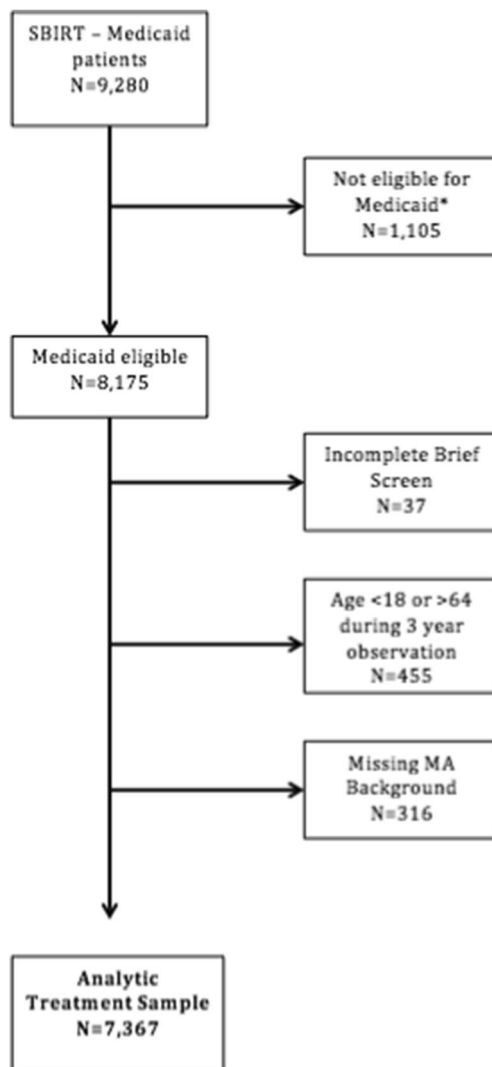 SBIRT – Medicaid
patients
N=9,280
Not eligible for
Medicaid*
N=1,105
Medicaid eligible
N=8,175
Incomplete Brief
Screen
N=37
Age <18 or >64
during 3 year
observation
N=455
Missing MA
Background
N=316
Analytic
Treatment Sample
N=7,367